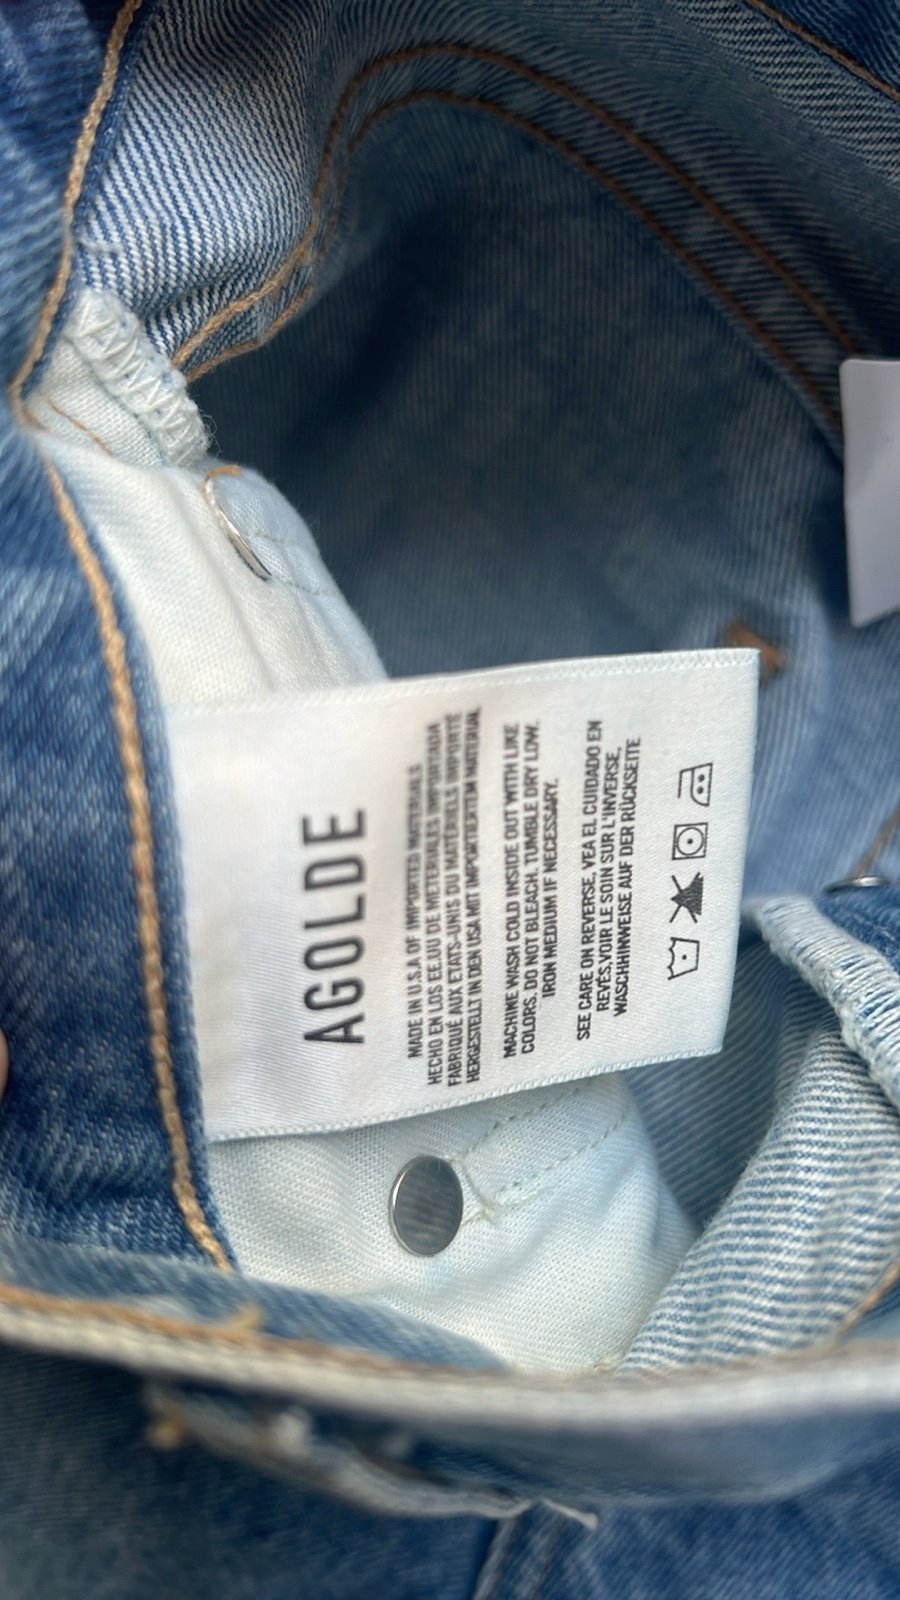 AGOLDE
MADE IN U.S.A OF IMPORTED MATERIALS
HECHO EN LOS EE.UU DE METERIALES IMPORTADA
FABRIQUÉ AUX ETATS-UNIS DU MATÉRIELS IMPORTÉ
HERGESTELLT IN DEN USA MIT IMPORTIERTEM MATERIAL
MACHINE WASH COLD INSIDE OUT WITH LIKE
COLORS. DO NOT BLEACH. TUMBLE DRY LOW.
IRON MEDIUM IF NECESSARY.
SEE CARE ON REVERSE, VEA EL CUIDADO EN
REVÉS, VOIR LE SOIN SUR L'INVERSE,
WASCHHINWEISE AUF DER RÜCKSEITE